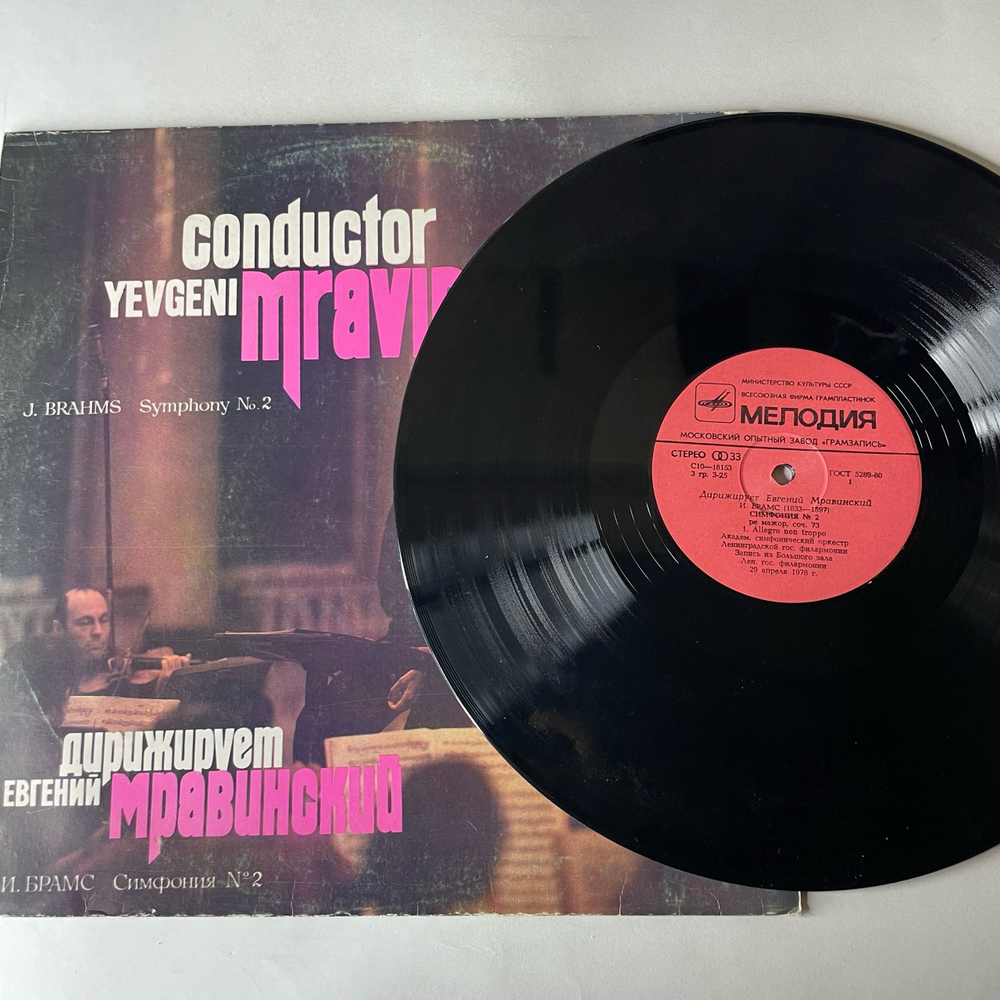 conductor
YEVGENI
J. BRAHMS Symphony No. 2
дирижирует
ЕВГЕНИЙ Мравинский
И. БРАМС Симфония №2
МИНИСТЕРСТВО КУЛЬТУРЫ СССР
ВСЕСОЮЗНАЯ ФИРМА ГРАМПЛАСТИНОК
МЕЛОДИЯ
МОСКОВСКИЙ ОПЫТНЫЙ ЗАВОД «ГРАМЗАПИСЬ»
СТЕРЕО 33
С10—18153 ГОСТ 5289-80
3 гр. 3-25 1
Дирижирует Евгений Мравинский
И. БРАМС (1833—1897)
СИМФОНИЯ № 2
ре мажор, соч. 73
1. Allegro non troppo
Академ. симфонический оркестр
Ленинградской гос. филармонии
Запись из Большого зала
Лен. гос. филармонии
29 апреля 1978 г.